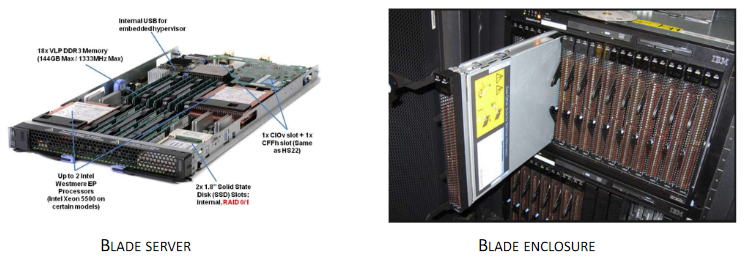 Internal USB for
embedded hypervisor
18x VLP DDR3 Memory
(144GB Max / 1333MHz Max)
1x CIOv slot + 1x
CFFh slot (Same
as HS22)
Up to 2 Intel
Westmere EP
Processors
(Intel Xeon 5500 on
certain models)
2x 1.8" Solid State
Disk (SSD) Slots;
Internal, RAID 0/1
IBM
IBM
BLADE SERVER
BLADE ENCLOSURE